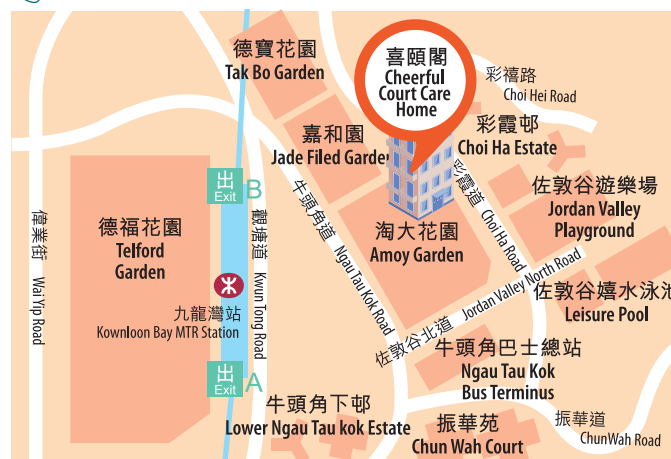 德寶花園
Tak Bo Garden
喜頤閣
Cheerful
Court Care
Home
彩禧路
Choi Hei Road
嘉和園
Jade Filed Garden
彩霞邨
Choi Ha Estate
出
Exit
B
牛頭角道 Ngau Tau Kok Road
彩霞道 Choi Ha Road
佐敦谷遊樂場
Jordan Valley
Playground
偉業街 Wai Yip Road
德福花園
Telford
Garden
觀塘道 Kwun Tong Road
淘大花園
Amoy Garden
九龍灣站
Kownloon Bay MTR Station
佐敦谷北道 Jordan Valley North Road
佐敦谷嬉水泳池
Leisure Pool
出
Exit
A
牛頭角巴士總站
Ngau Tau Kok
Bus Terminus
牛頭角下邨
Lower Ngau Tau kok Estate
振華苑
Chun Wah Court
振華道
ChunWah Road